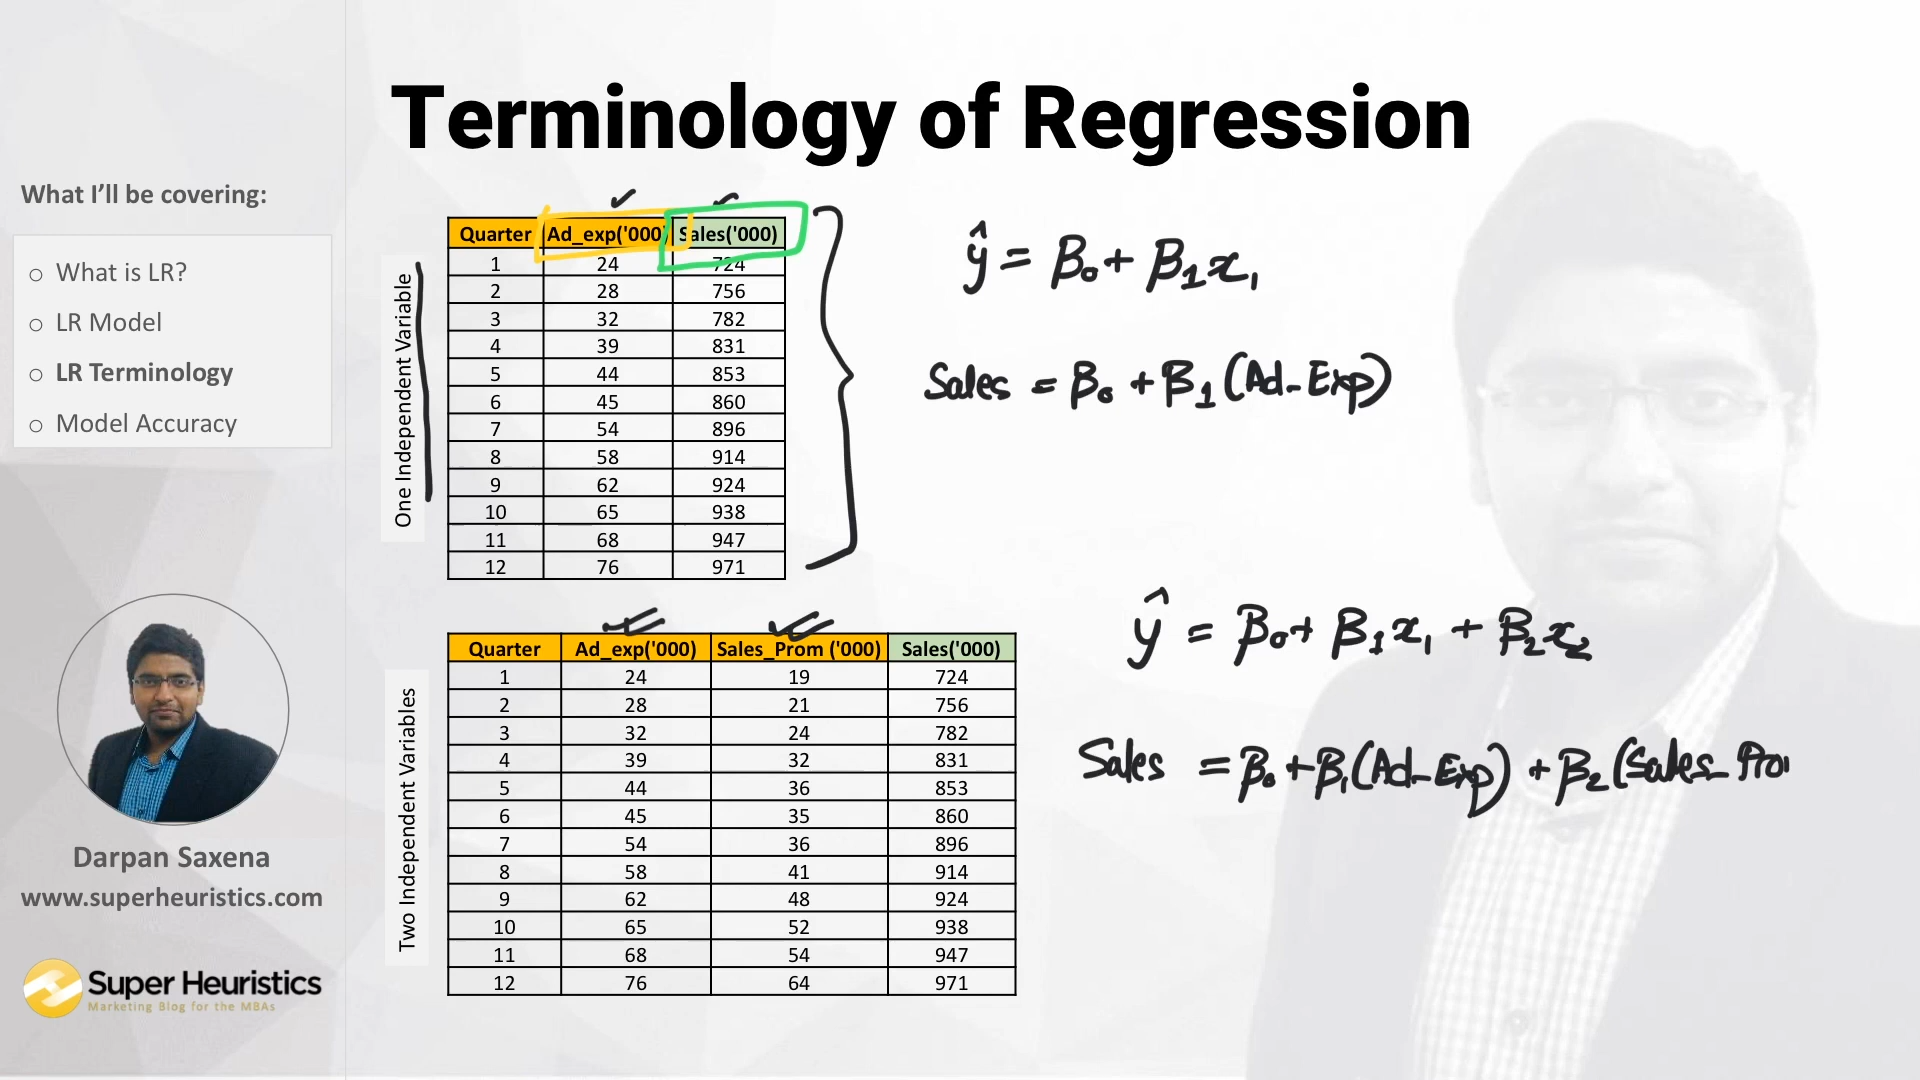 Terminology of Regression
What I'll be covering:
○ What is LR?
○ LR Model
○ LR Terminology
○ Model Accuracy
Darpan Saxena
www.superheuristics.com
Super Heuristics
Marketing Blog for the MBAs
One Independent Variable
Quarter Ad_exp('000) Sales('000)
1 24 724
2 28 756
3 32 782
4 39 831
5 44 853
6 45 860
7 54 896
8 58 914
9 62 924
10 65 938
11 68 947
12 76 971
ŷ = β₀ + β₁x₁
Sales = β₀ + β₁(Ad_Exp)
Two Independent Variables
Quarter Ad_exp('000) Sales_Prom ('000) Sales('000)
1 24 19 724
2 28 21 756
3 32 24 782
4 39 32 831
5 44 36 853
6 45 35 860
7 54 36 896
8 58 41 914
9 62 48 924
10 65 52 938
11 68 54 947
12 76 64 971
ŷ = β₀ + β₁x₁ + β₂x₂
Sales = β₀ + β₁(Ad_Exp) + β₂(Sales_Pro